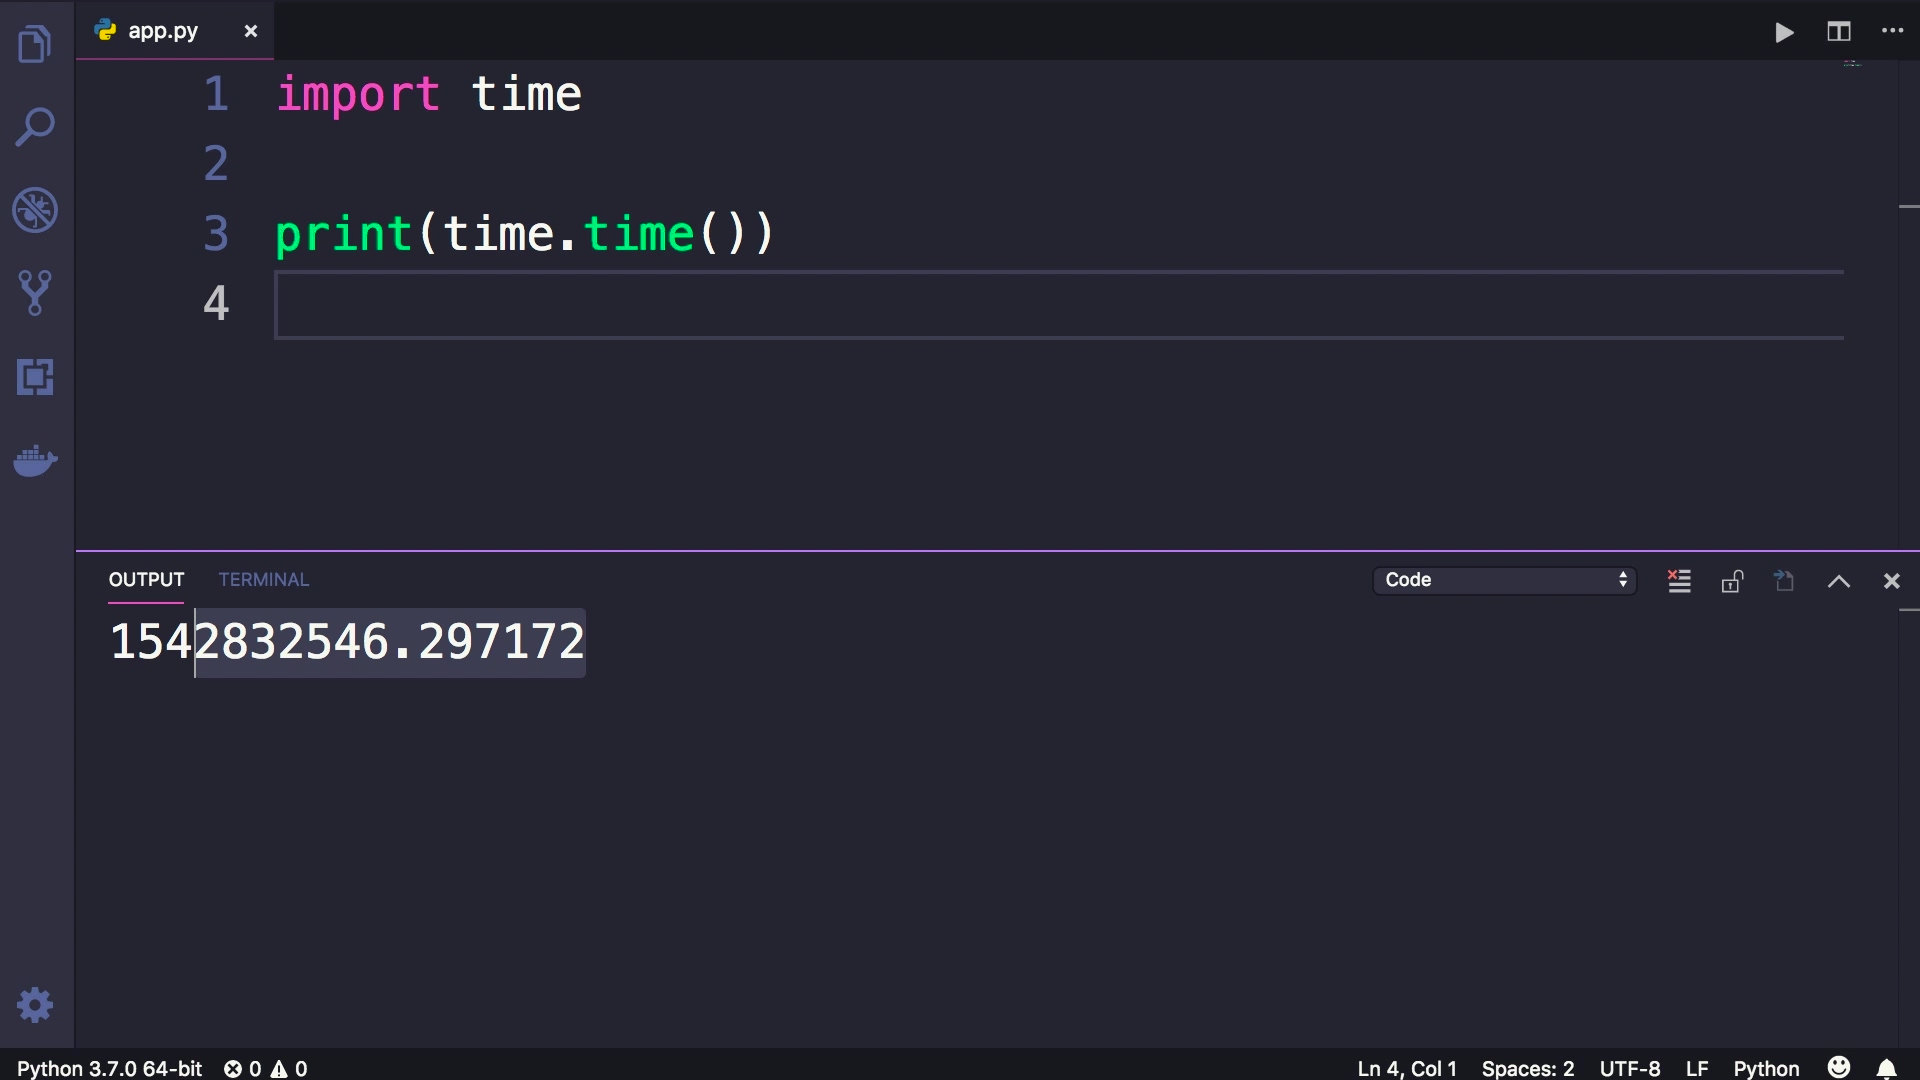 app.py
1 import time
2
3 print(time.time())
4
OUTPUT TERMINAL Code
1542832546.297172
Python 3.7.0 64-bit 0 0 Ln 4, Col 1 Spaces: 2 UTF-8 LF Python